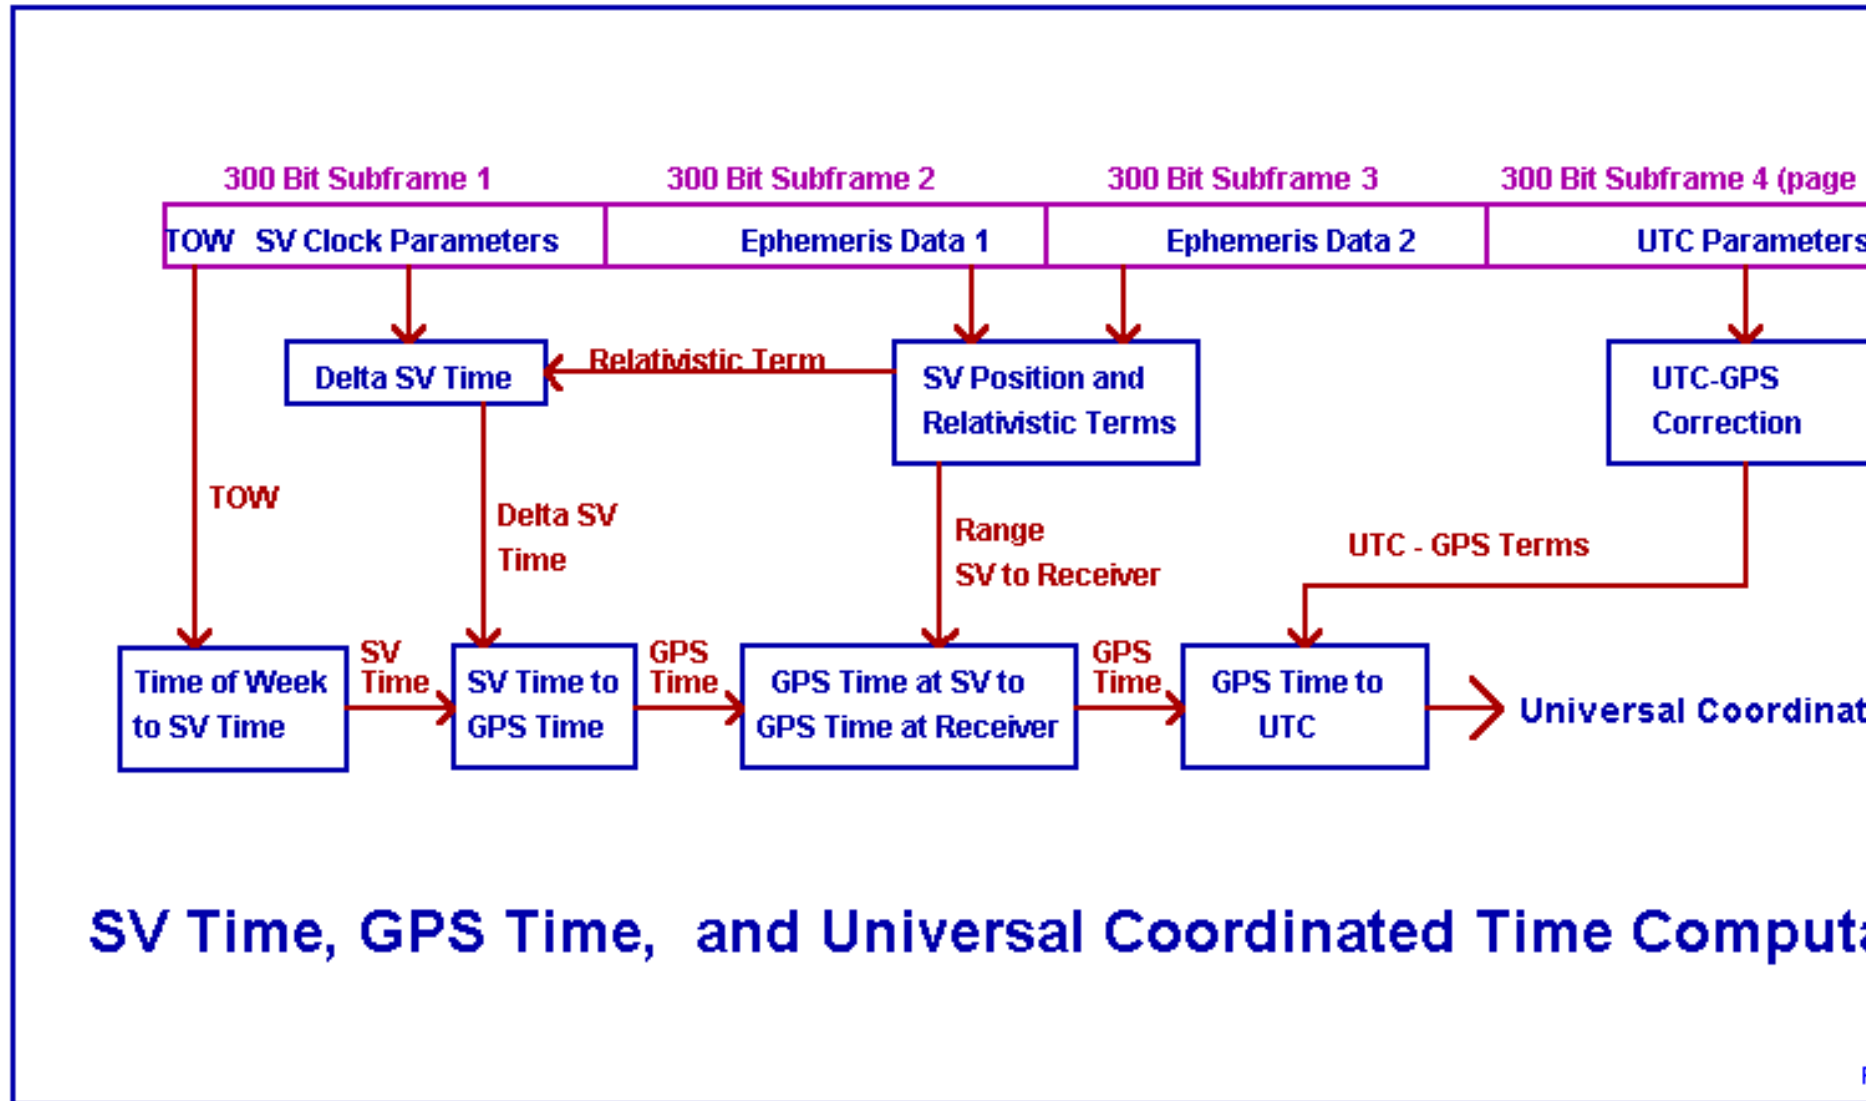 300 Bit Subframe 1
300 Bit Subframe 2
300 Bit Subframe 3
300 Bit Subframe 4 (page
TOW SV Clock Parameters
Ephemeris Data 1
Ephemeris Data 2
UTC Parameters
Delta SV Time
Relativistic Term
SV Position and
Relativistic Terms
UTC-GPS
Correction
TOW
Delta SV
Time
Range
SV to Receiver
UTC - GPS Terms
Time of Week
to SV Time
SV
Time
SV Time to
GPS Time
GPS
Time
GPS Time at SV to
GPS Time at Receiver
GPS
Time
GPS Time to
UTC
Universal Coordinat
SV Time, GPS Time, and Universal Coordinated Time Computa